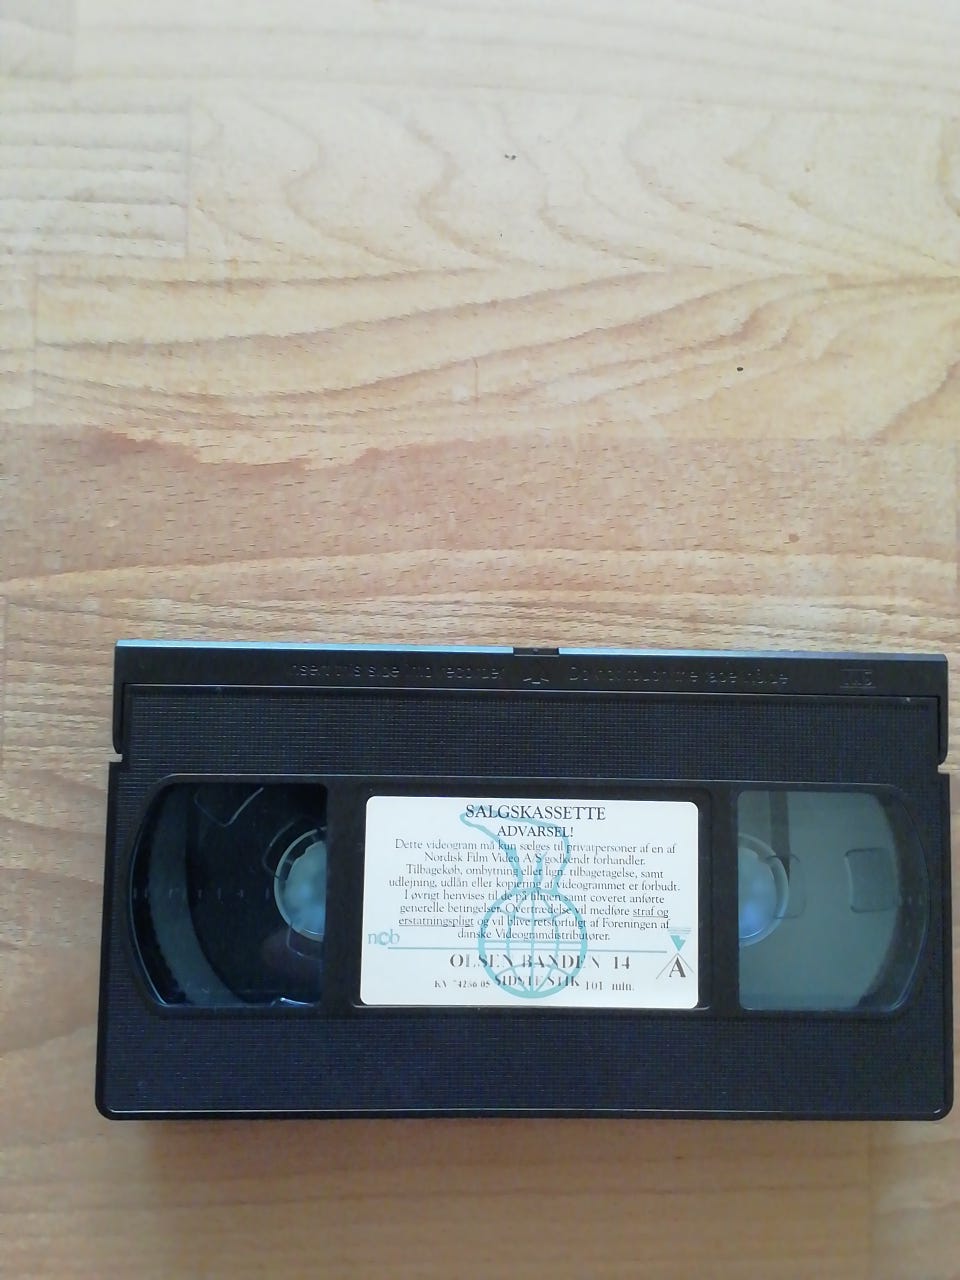 Insert this side into recorder Do not touch the tape inside
SALGSKASSETTE
ADVARSEL!
Dette videogram må kun sælges til privatpersoner af en af
Nordisk Film Video A/S godkendt forhandler.
Tilbagekøb, ombytning eller lign. tilbagetagelse, samt
udlejning, udlån eller kopiering af videogrammet er forbudt.
I øvrigt henvises til de på filmen samt coveret anførte
generelle betingelser. Overtrædelse vil medføre straf og
erstatningspligt og vil blive retsforfulgt af Foreningen af
danske Videogramdistributører.
ncb
OLSEN BANDEN 14
A
KV SIDSTE STIK 101 min.